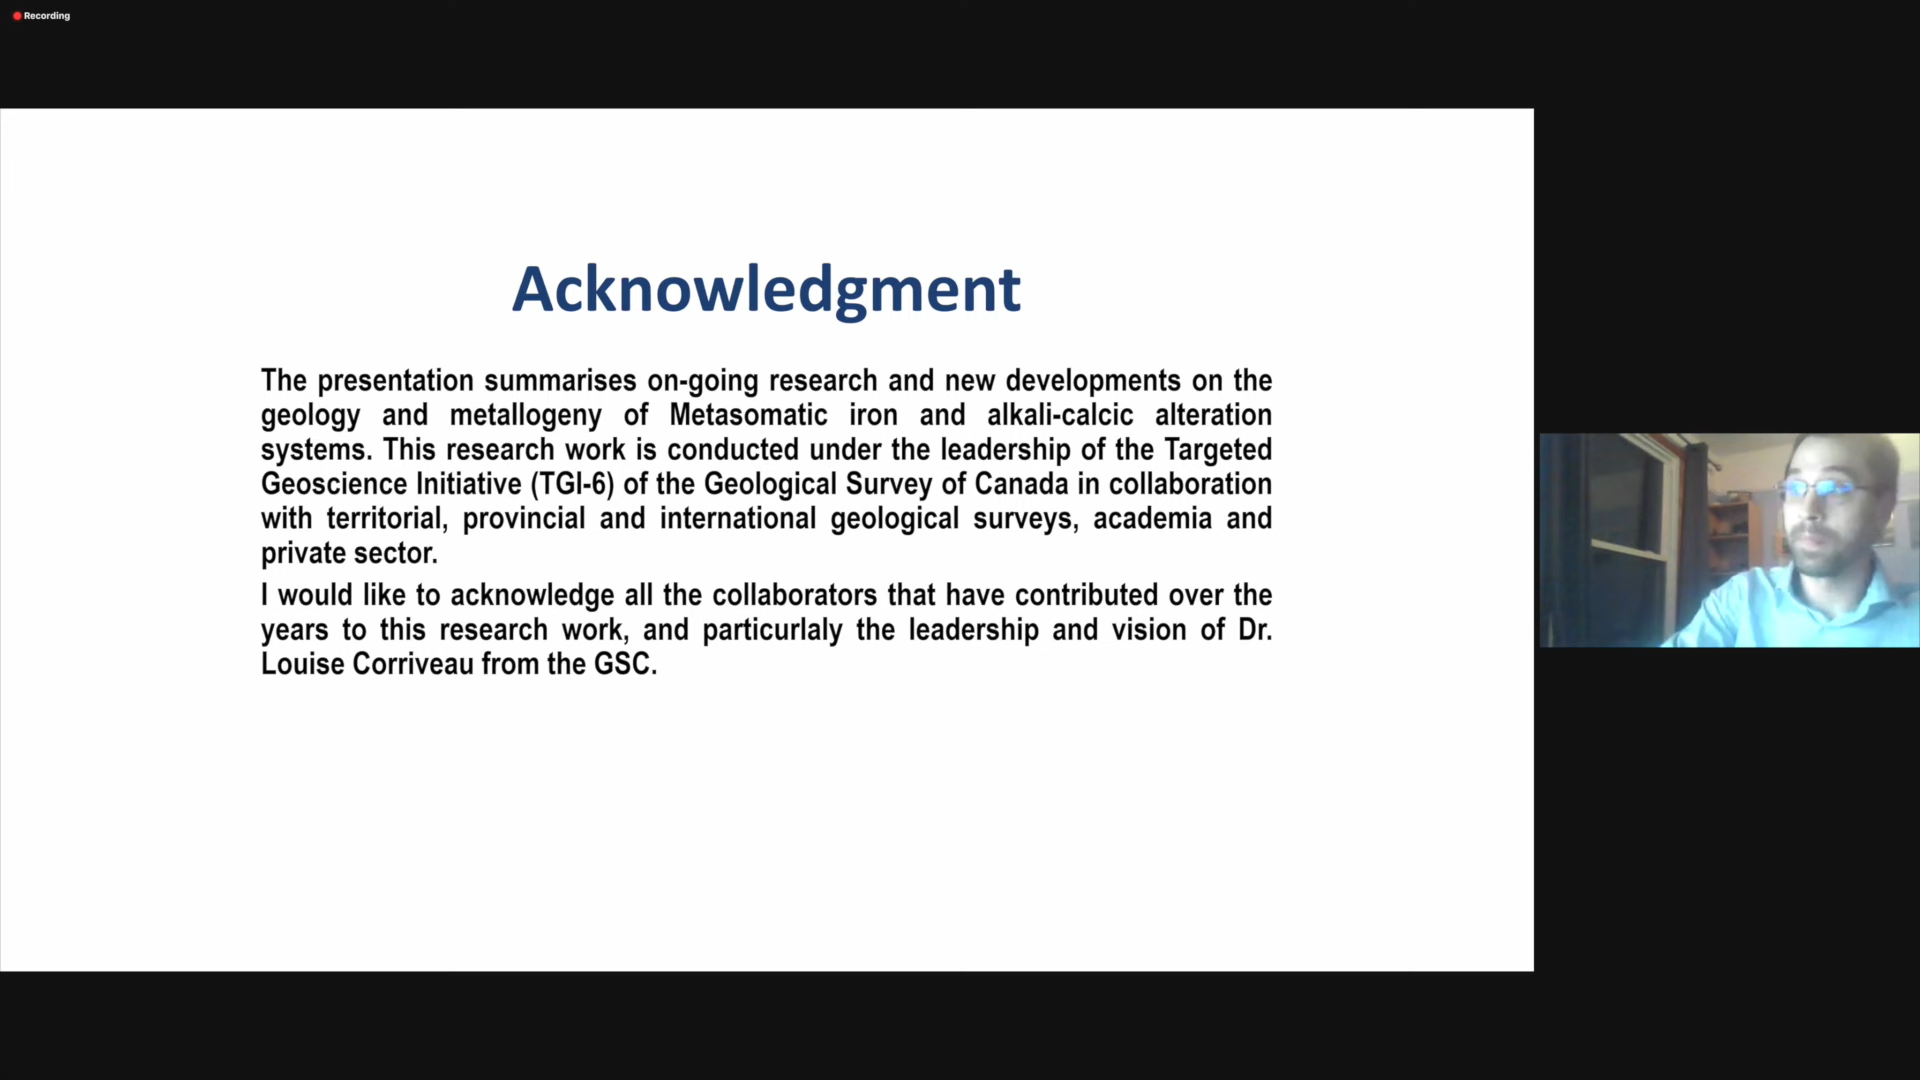 Recording
Acknowledgment
The presentation summarises on-going research and new developments on the
geology and metallogeny of Metasomatic iron and alkali-calcic alteration
systems. This research work is conducted under the leadership of the Targeted
Geoscience Initiative (TGI-6) of the Geological Survey of Canada in collaboration
with territorial, provincial and international geological surveys, academia and
private sector.
I would like to acknowledge all the collaborators that have contributed over the
years to this research work, and particurlaly the leadership and vision of Dr.
Louise Corriveau from the GSC.